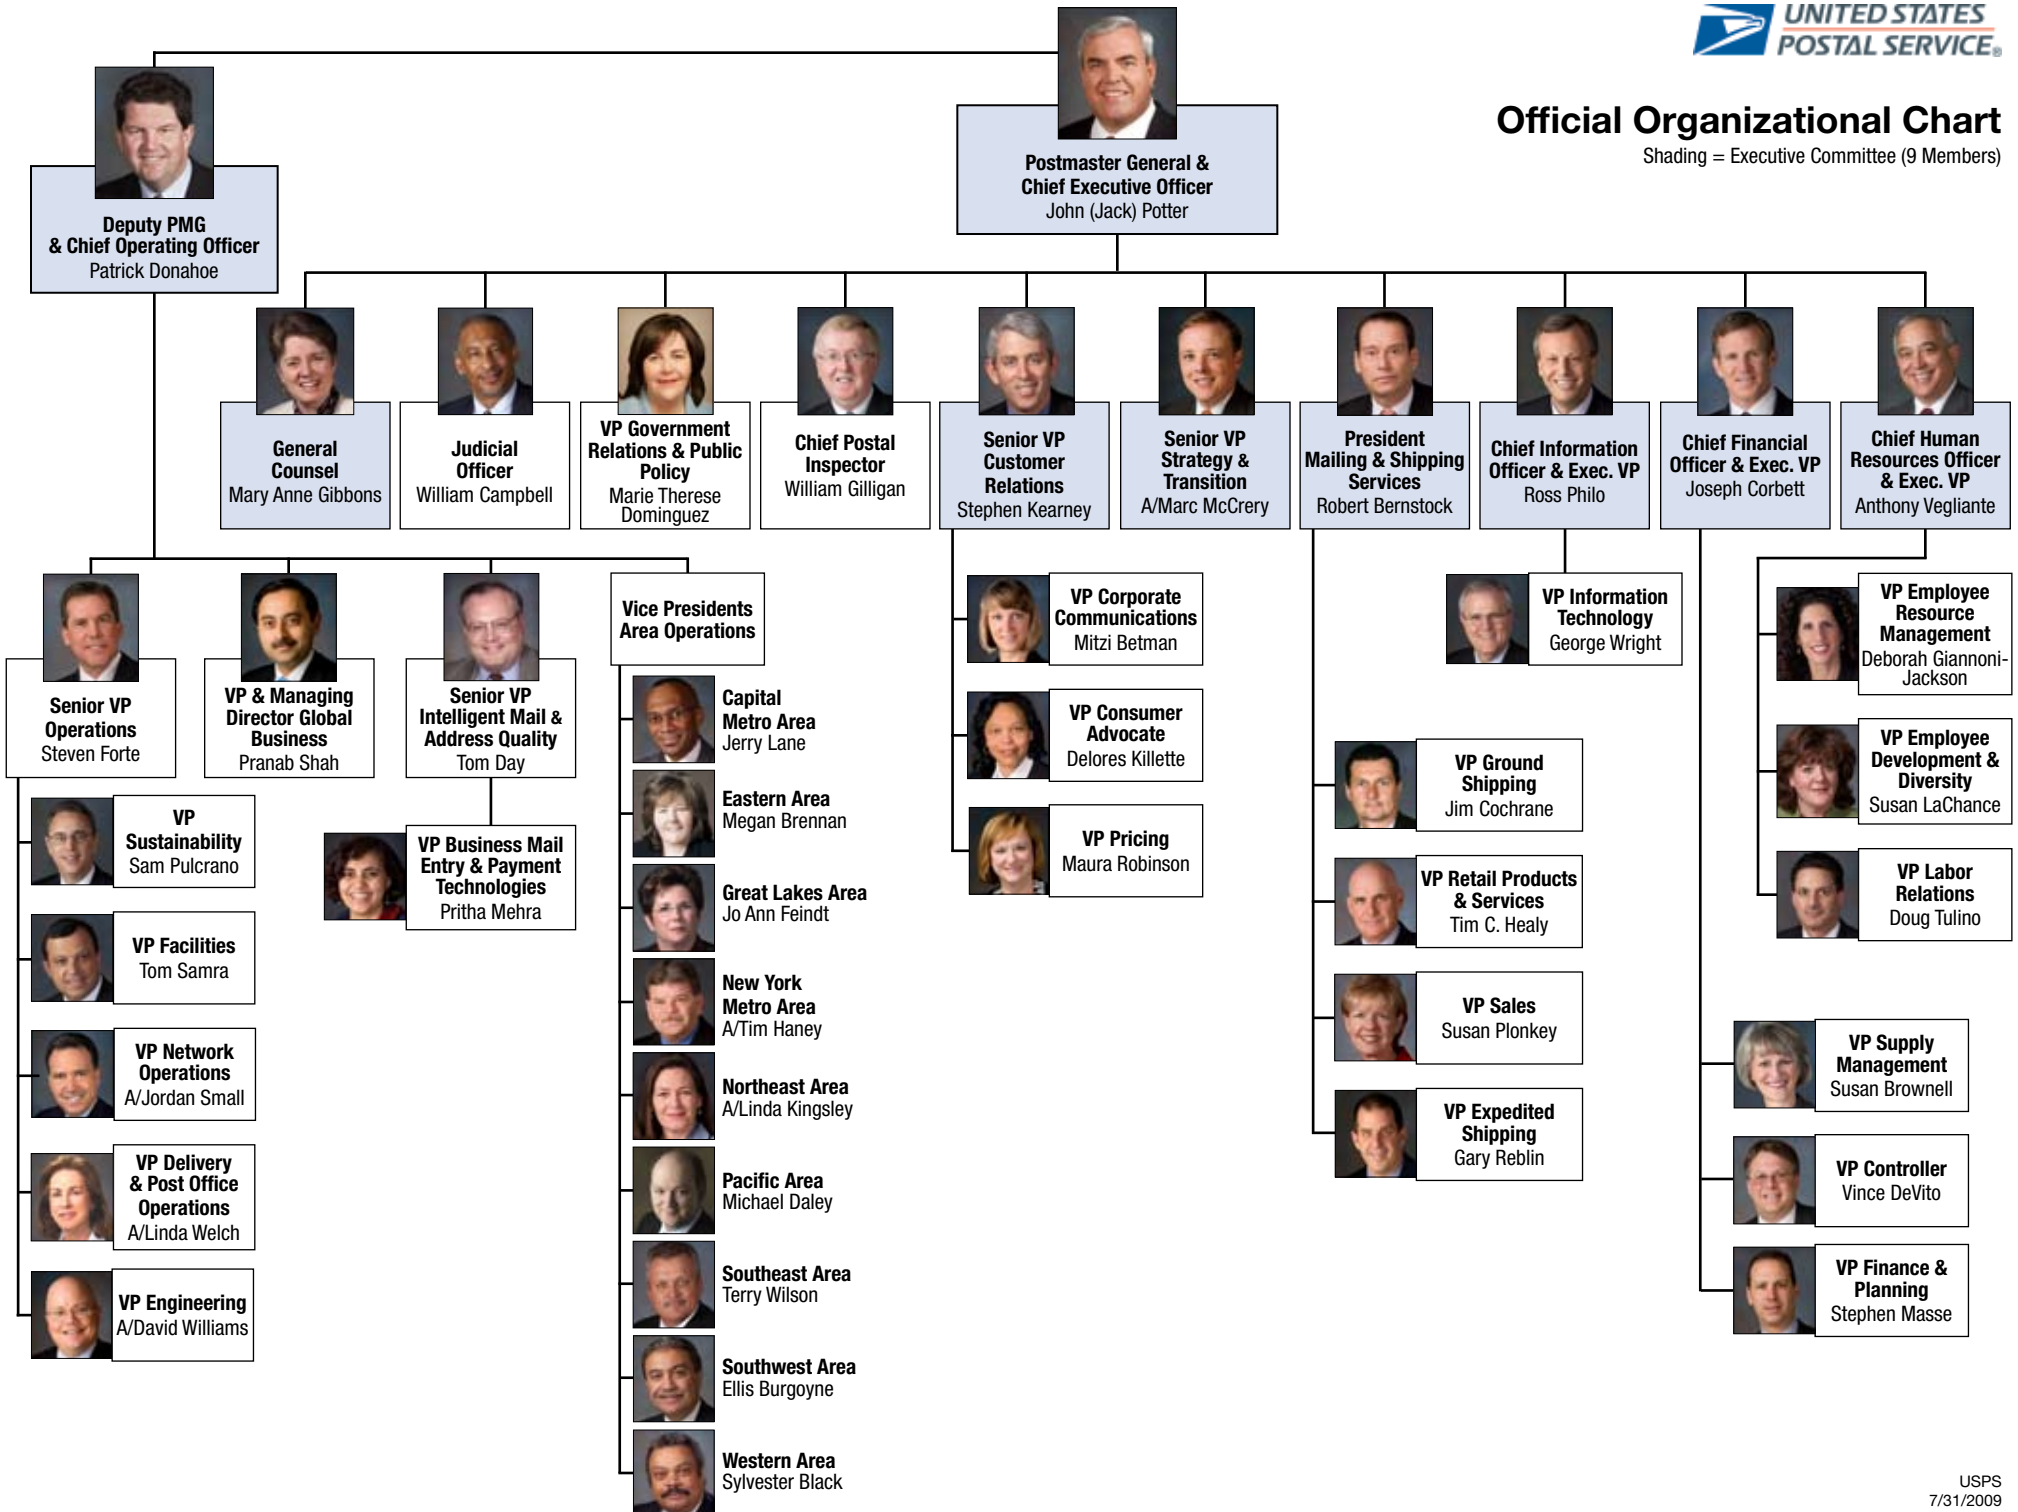 UNITED STATES
POSTAL SERVICE®
Official Organizational Chart
Shading = Executive Committee (9 Members)
Postmaster General &
Chief Executive Officer
John (Jack) Potter
Deputy PMG
& Chief Operating Officer
Patrick Donahoe
General
Counsel
Mary Anne Gibbons
Judicial
Officer
William Campbell
VP Government
Relations & Public
Policy
Marie Therese
Dominguez
Chief Postal
Inspector
William Gilligan
Senior VP
Customer
Relations
Stephen Kearney
Senior VP
Strategy &
Transition
A/Marc McCrery
President
Mailing & Shipping
Services
Robert Bernstock
Chief Information
Officer & Exec. VP
Ross Philo
Chief Financial
Officer & Exec. VP
Joseph Corbett
Chief Human
Resources Officer
& Exec. VP
Anthony Vegliante
Senior VP
Operations
Steven Forte
VP & Managing
Director Global
Business
Pranab Shah
Senior VP
Intelligent Mail &
Address Quality
Tom Day
Vice Presidents
Area Operations
VP
Sustainability
Sam Pulcrano
VP Facilities
Tom Samra
VP Network
Operations
A/Jordan Small
VP Delivery
& Post Office
Operations
A/Linda Welch
VP Engineering
A/David Williams
VP Business Mail
Entry & Payment
Technologies
Pritha Mehra
Capital
Metro Area
Jerry Lane
Eastern Area
Megan Brennan
Great Lakes Area
Jo Ann Feindt
New York
Metro Area
A/Tim Haney
Northeast Area
A/Linda Kingsley
Pacific Area
Michael Daley
Southeast Area
Terry Wilson
Southwest Area
Ellis Burgoyne
Western Area
Sylvester Black
VP Corporate
Communications
Mitzi Betman
VP Consumer
Advocate
Delores Killette
VP Pricing
Maura Robinson
VP Ground
Shipping
Jim Cochrane
VP Retail Products
& Services
Tim C. Healy
VP Sales
Susan Plonkey
VP Expedited
Shipping
Gary Reblin
VP Information
Technology
George Wright
VP Employee
Resource
Management
Deborah Giannoni-
Jackson
VP Employee
Development &
Diversity
Susan LaChance
VP Labor
Relations
Doug Tulino
VP Supply
Management
Susan Brownell
VP Controller
Vince DeVito
VP Finance &
Planning
Stephen Masse
USPS
7/31/2009